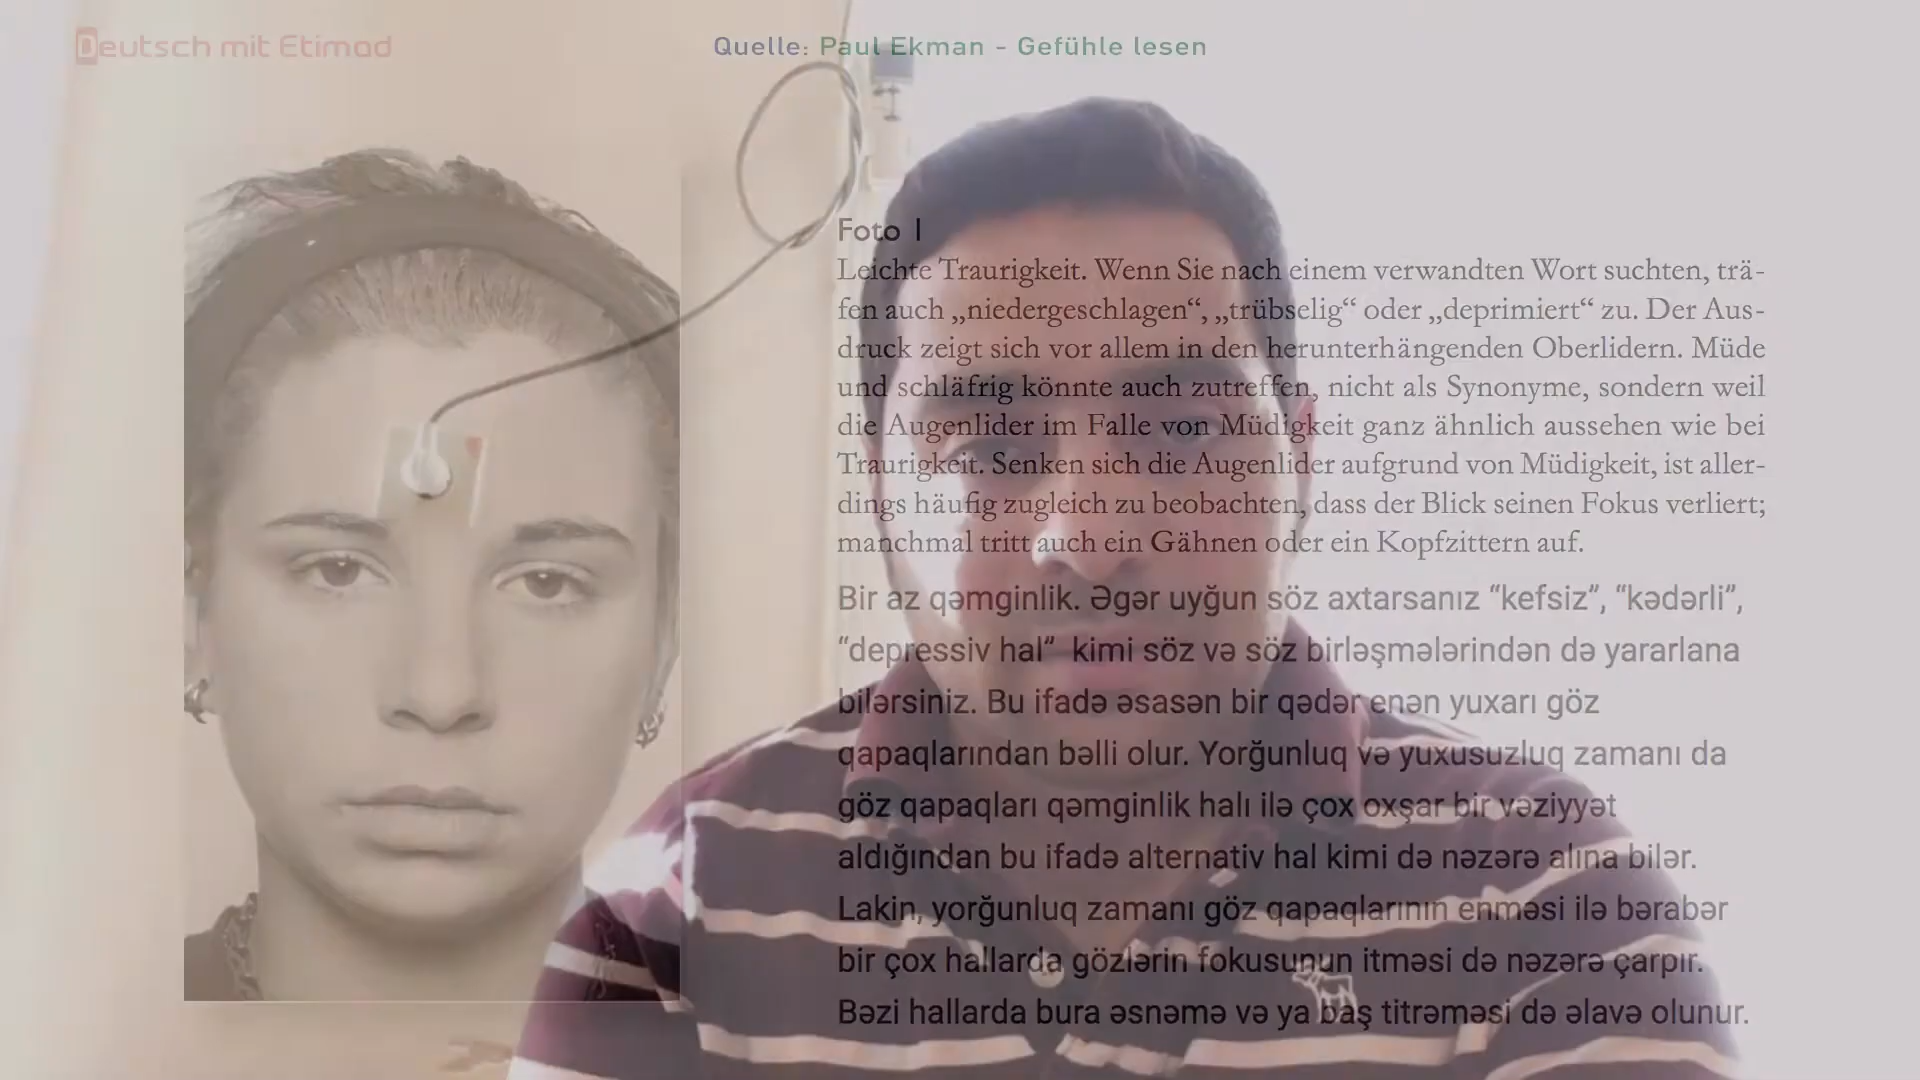 Deutsch mit Etimad
Quelle: Paul Ekman - Gefühle lesen
Foto 1
Leichte Traurigkeit. Wenn Sie nach einem verwandten Wort suchten, trä-
fen auch „niedergeschlagen“, „trübselig“ oder „deprimiert“ zu. Der Aus-
druck zeigt sich vor allem in den herunterhängenden Oberlidern. Müde
und schläfrig könnte auch zutreffen, nicht als Synonyme, sondern weil
die Augenlider im Falle von Müdigkeit ganz ähnlich aussehen wie bei
Traurigkeit. Senken sich die Augenlider aufgrund von Müdigkeit, ist aller-
dings häufig zugleich zu beobachten, dass der Blick seinen Fokus verliert;
manchmal tritt auch ein Gähnen oder ein Kopfzittern auf.
Bir az qəmginlik. Əgər uyğun söz axtarsanız “kefsiz”, “kədərli”,
“depressiv hal” kimi söz və söz birləşmələrindən də yararlana
bilərsiniz. Bu ifadə əsasən bir qədər enən yuxarı göz
qapaqlarından bəlli olur. Yorğunluq və yuxusuzluq zamanı da
göz qapaqları qəmginlik halı ilə çox oxşar bir vəziyyət
aldığından bu ifadə alternativ hal kimi də nəzərə alına bilər.
Lakin, yorğunluq zamanı göz qapaqlarının enməsi ilə bərabər
bir çox hallarda gözlərin fokusunun itməsi də nəzərə çarpır.
Bəzi hallarda bura əsnəmə və ya baş titrəməsi də əlavə olunur.